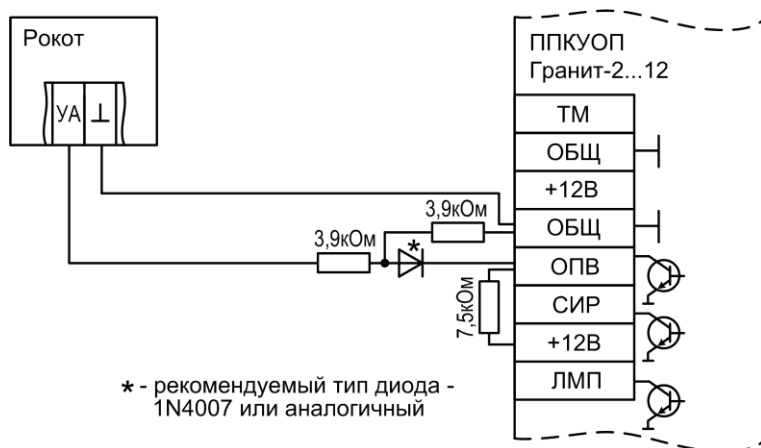 Рокот
УА ⊥
ППКУОП
Гранит-2...12
ТМ
ОБЩ
+12В
ОБЩ
ОПВ
СИР
+12В
ЛМП
3,9кОм
3,9кОм
*
7,5кОм
* - рекомендуемый тип диода -
1N4007 или аналогичный